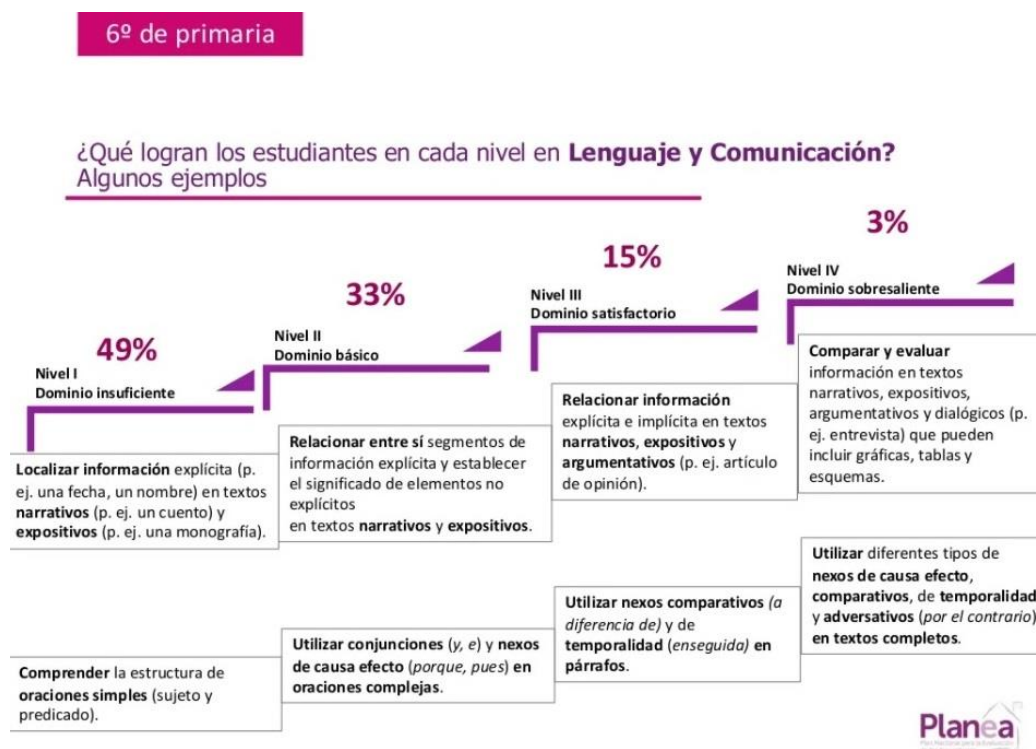 6º de primaria
¿Qué logran los estudiantes en cada nivel en Lenguaje y Comunicación?
Algunos ejemplos
49%
Nivel I
Dominio insuficiente
Localizar información explícita (p.
ej. una fecha, un nombre) en textos
narrativos (p. ej. un cuento) y
expositivos (p. ej. una monografía).
Comprender la estructura de
oraciones simples (sujeto y
predicado).
33%
Nivel II
Dominio básico
Relacionar entre sí segmentos de
información explícita y establecer
el significado de elementos no
explícitos
en textos narrativos y expositivos.
Utilizar conjunciones (y, e) y nexos
de causa efecto (porque, pues) en
oraciones complejas.
15%
Nivel III
Dominio satisfactorio
Relacionar información
explícita e implícita en textos
narrativos, expositivos y
argumentativos (p. ej. artículo
de opinión).
Utilizar nexos comparativos (a
diferencia de) y de
temporalidad (enseguida) en
párrafos.
3%
Nivel IV
Dominio sobresaliente
Comparar y evaluar
información en textos
narrativos, expositivos,
argumentativos y dialógicos (p.
ej. entrevista) que pueden
incluir gráficas, tablas y
esquemas.
Utilizar diferentes tipos de
nexos de causa efecto,
comparativos, de temporalidad
y adversativos (por el contrario)
en textos completos.
Planea